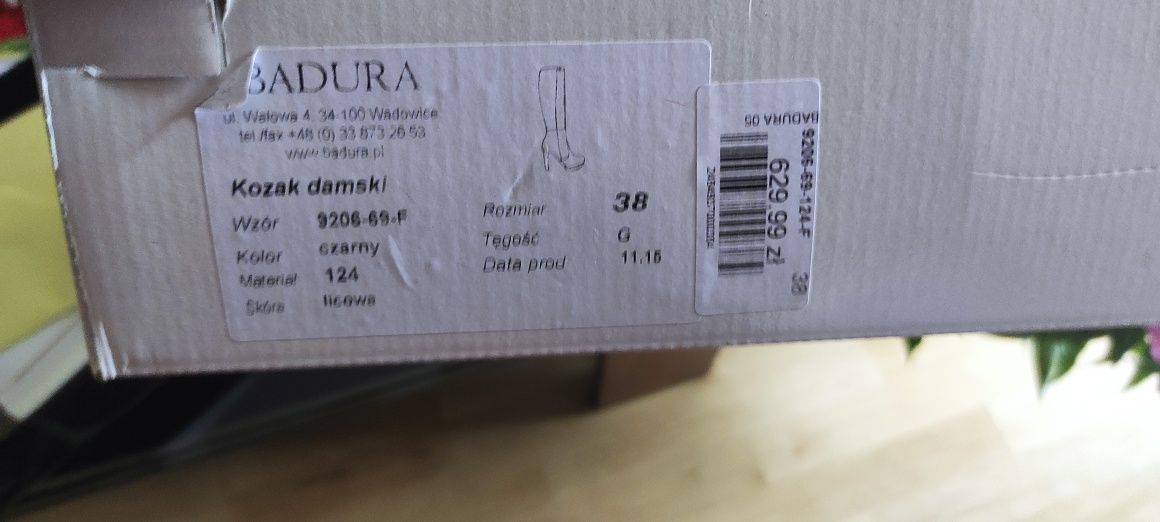 BADURA
ul. Wałowa 4, 34-100 Wadowice
tel./fax +48 (0) 33 873 26 53
www.badura.pl
Kozak damski
Wzór 9206-69-F
Kolor czarny
Materiał 124
Skóra licowa
Rozmiar 38
Tęgość G
Data prod 11.15
BADURA 05
9206-69-124-F 38
629.99 zł